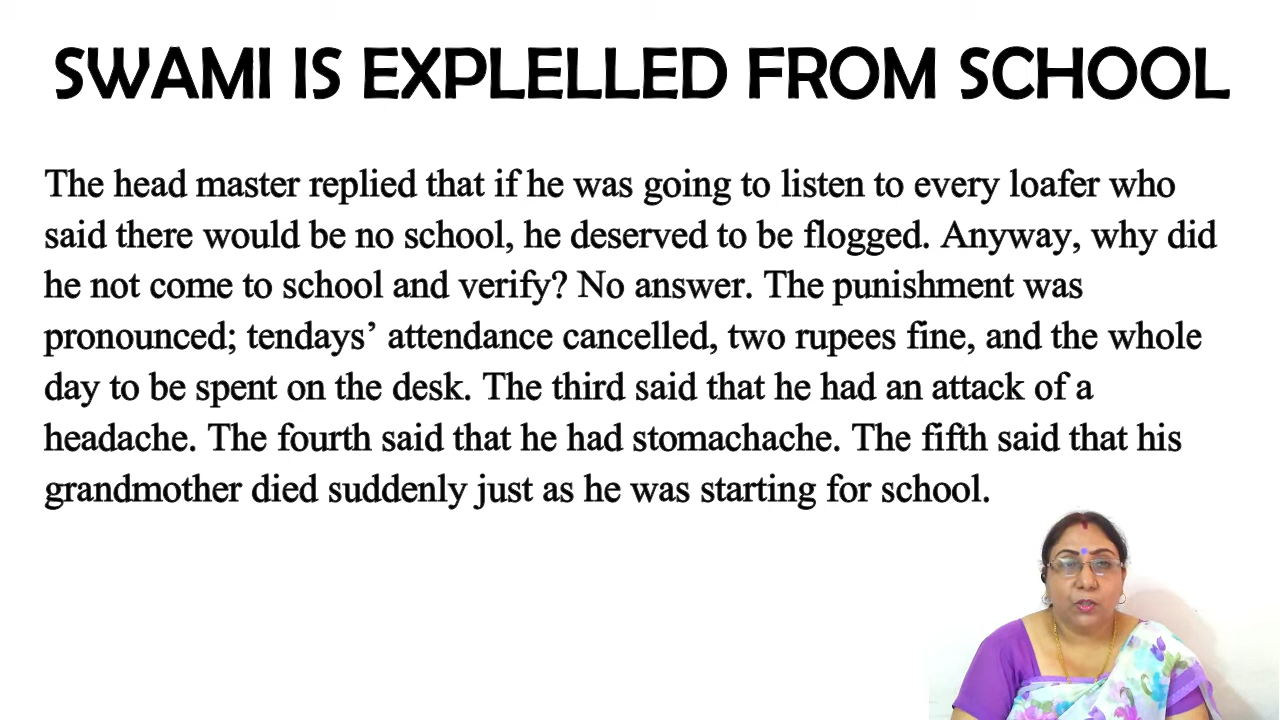 SWAMI IS EXPLELLED FROM SCHOOL
The head master replied that if he was going to listen to every loafer who
said there would be no school, he deserved to be flogged. Anyway, why did
he not come to school and verify? No answer. The punishment was
pronounced; tendays’ attendance cancelled, two rupees fine, and the whole
day to be spent on the desk. The third said that he had an attack of a
headache. The fourth said that he had stomachache. The fifth said that his
grandmother died suddenly just as he was starting for school.